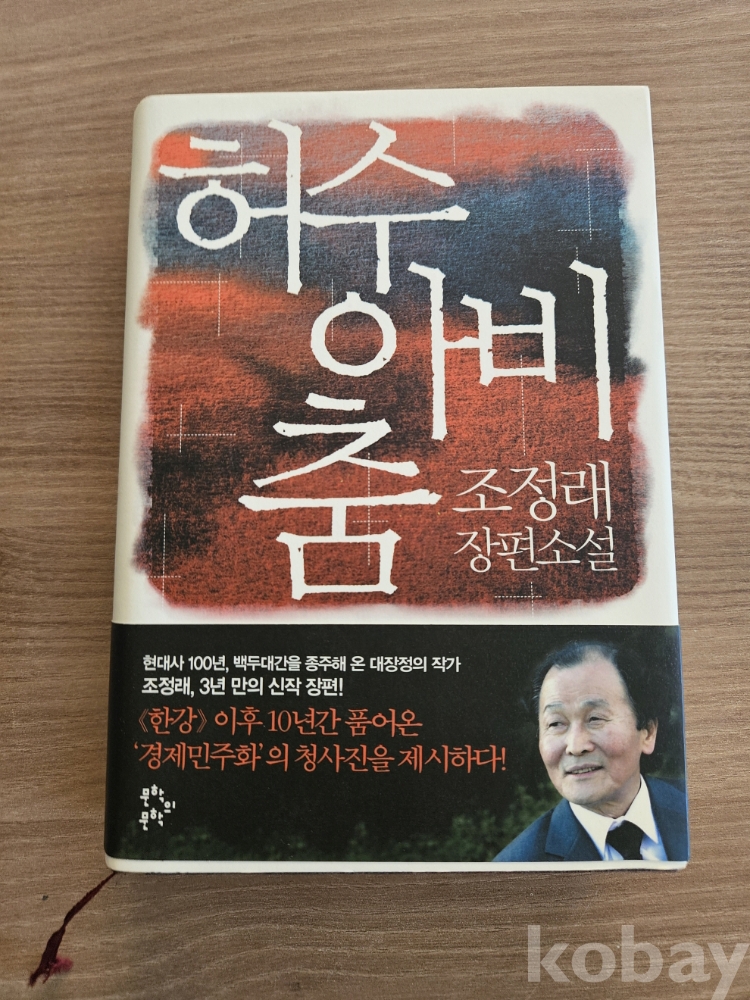 허수
아비
춤
조정래
장편소설
현대사 100년, 백두대간을 종주해 온 대장정의 작가
조정래, 3년 만의 신작 장편!
《한강》 이후 10년간 품어온
‘경제민주화’의 청사진을 제시하다!
문학의
문학
kobay